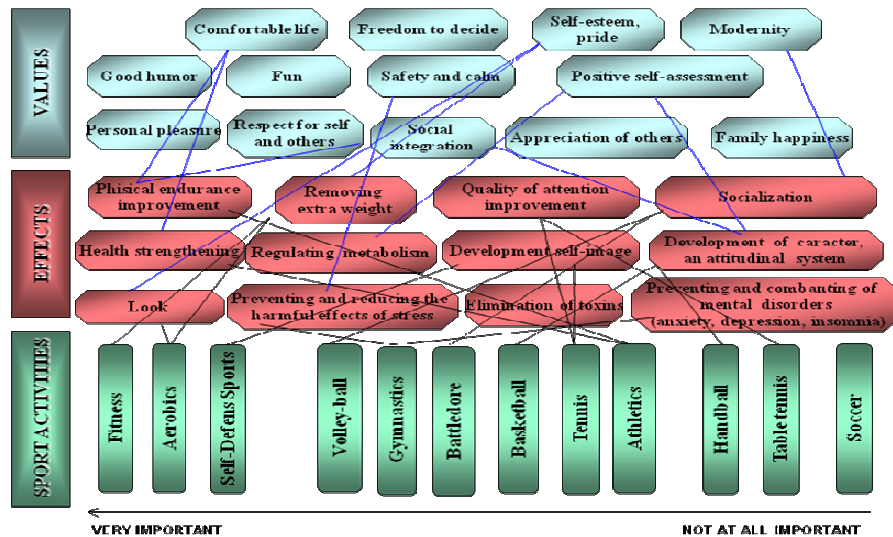 VALUES
Comfortable life
Freedom to decide
Self-esteem,
pride
Modernity
Good humor
Fun
Safety and calm
Positive self-assessment
Personal pleasure
Respect for self
and others
Social
integration
Appreciation of others
Family happiness
EFFECTS
Phisical endurance
improvement
Removing
extra weight
Quality of attention
improvement
Socialization
Health strengthening
Regulating metabolism
Development self-image
Development of caracter,
an attitudinal system
Look
Preventing and reducing the
harmful effects of stress
Elimination of toxins
Preventing and combanting of
mental disorders
(anxiety, depression, insomnia)
SPORT ACTIVITIES
Fitness
Aerobics
Self-Defens Sports
Volley-ball
Gymnastics
Battledore
Basketball
Tennis
Athletics
Handball
Table tennis
Soccer
VERY IMPORTANT
NOT AT ALL IMPORTANT